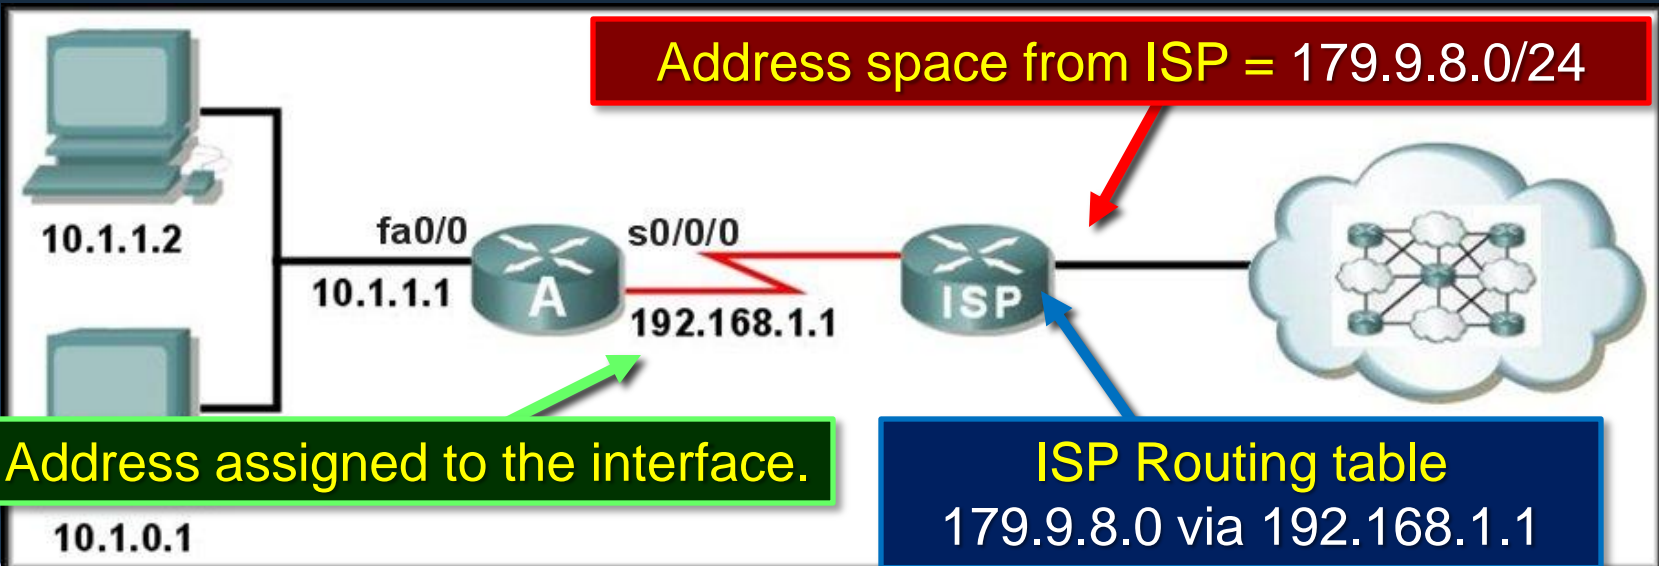 Address space from ISP = 179.9.8.0/24
10.1.1.2
fa0/0
s0/0/0
10.1.1.1
A
192.168.1.1
ISP
Address assigned to the interface.
ISP Routing table
179.9.8.0 via 192.168.1.1
10.1.0.1